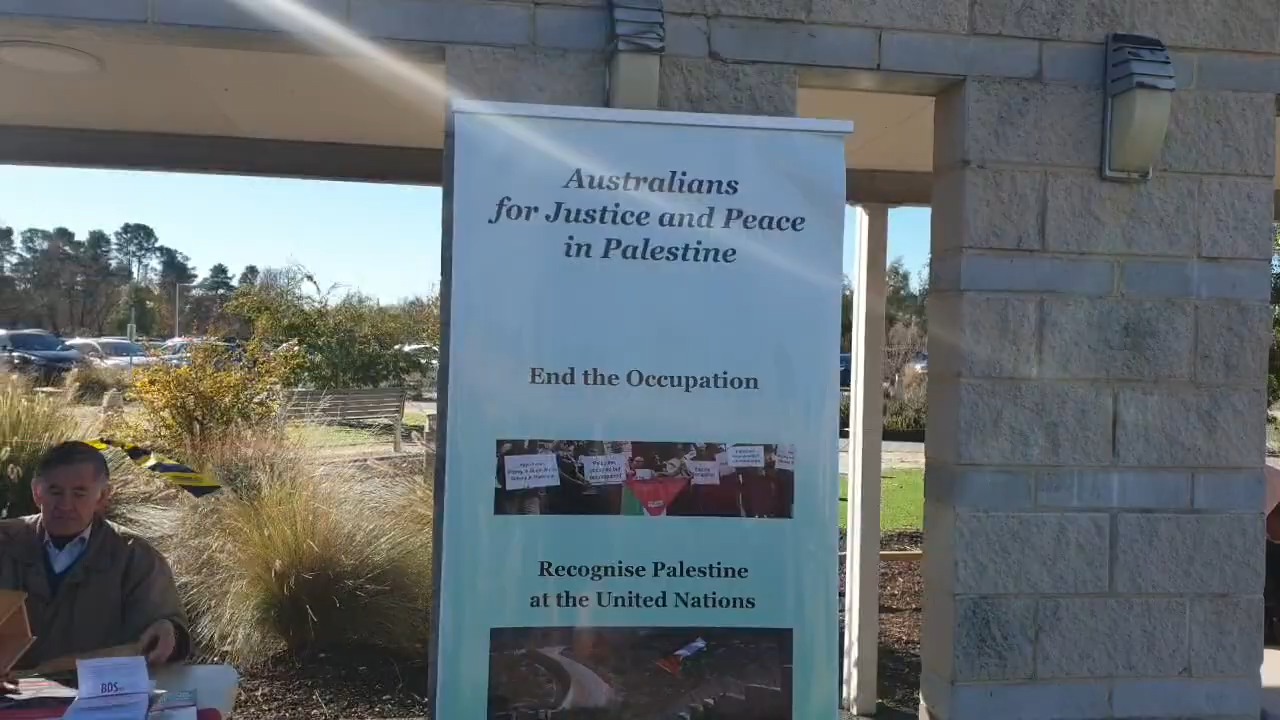 Australians
for Justice and Peace
in Palestine
End the Occupation
Recognise Palestine
at the United Nations
BDS